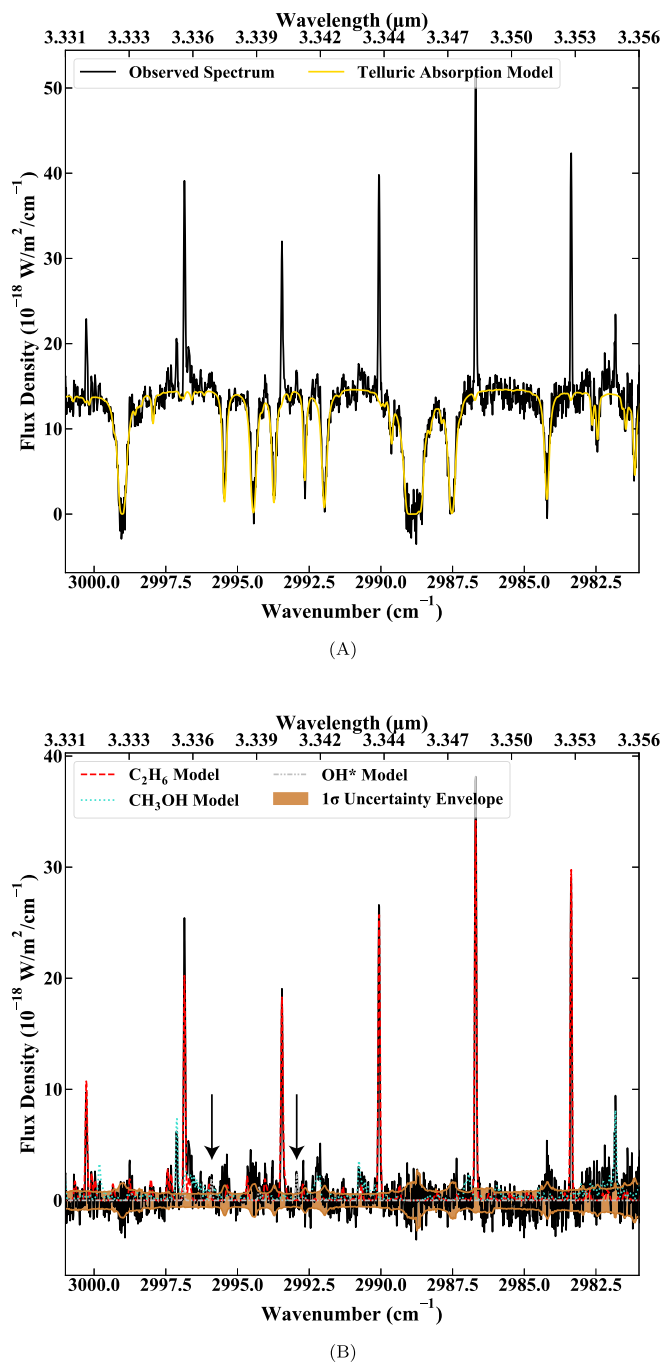 Wavelength (μm)
3.331 3.333 3.336 3.339 3.342 3.344 3.347 3.350 3.353 3.356
Observed Spectrum Telluric Absorption Model
50
40
30
20
10
0
Flux Density (10⁻¹⁸ W/m²/cm⁻¹)
3000.0 2997.5 2995.0 2992.5 2990.0 2987.5 2985.0 2982.5
Wavenumber (cm⁻¹)
(A)
Wavelength (μm)
3.331 3.333 3.336 3.339 3.342 3.344 3.347 3.350 3.353 3.356
C₂H₆ Model OH* Model
CH₃OH Model 1σ Uncertainty Envelope
40
30
20
10
0
Flux Density (10⁻¹⁸ W/m²/cm⁻¹)
3000.0 2997.5 2995.0 2992.5 2990.0 2987.5 2985.0 2982.5
Wavenumber (cm⁻¹)
(B)